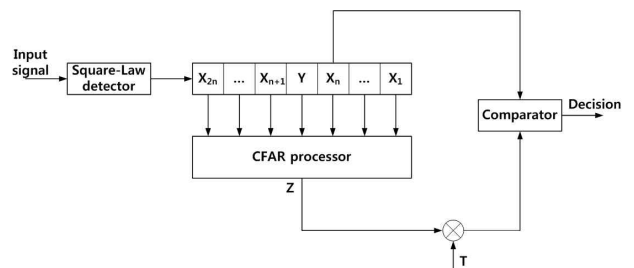 Input
signal
Square-Law
detector
X2n ... Xn+1 Y Xn ... X1
CFAR processor
Z
T
Comparator
Decision